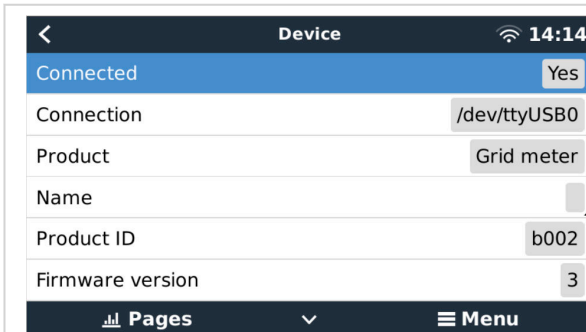 Device 14:14
Connected Yes
Connection /dev/ttyUSB0
Product Grid meter
Name
Product ID b002
Firmware version 3
Pages Menu